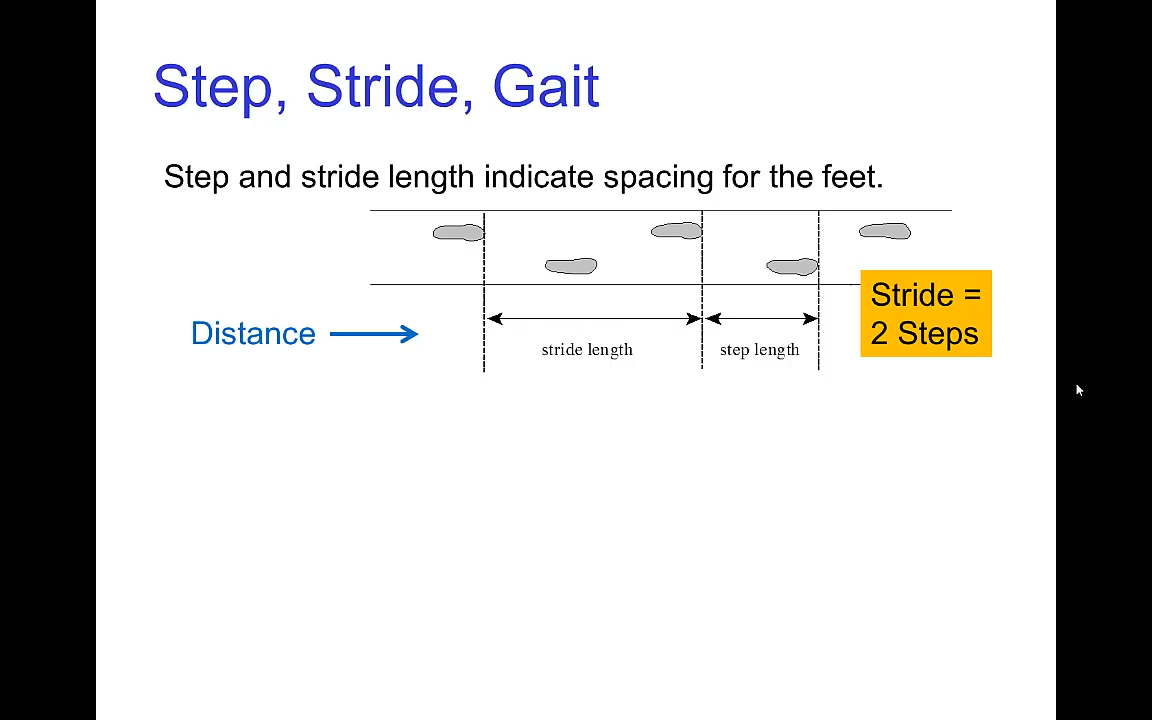 Step, Stride, Gait
Step and stride length indicate spacing for the feet.
Distance
stride length
step length
Stride =
2 Steps